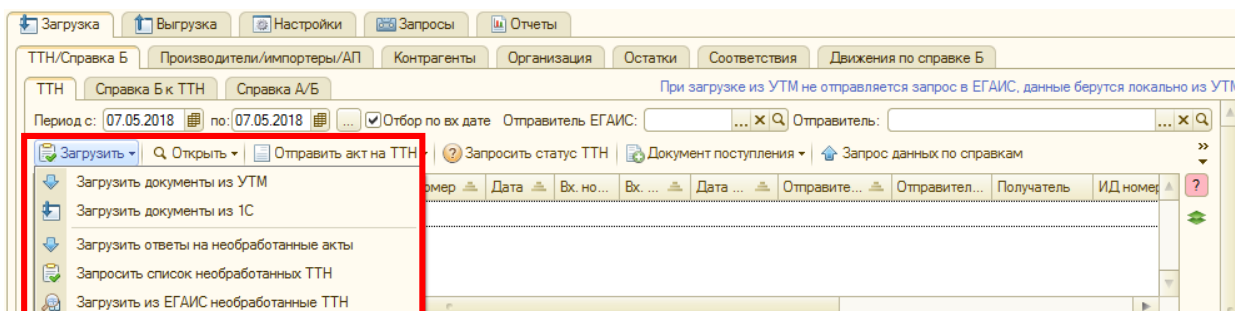 Загрузка Выгрузка Настройки Запросы Отчеты
ТТН/Справка Б Производители/импортеры/АП Контрагенты Организация Остатки Соответствия Движения по справке Б
ТТН Справка Б к ТТН Справка А/Б При загрузке из УТМ не отправляется запрос в ЕГАИС, данные берутся локально из УТМ
Период с: 07.05.2018 по: 07.05.2018 ... Отбор по вх дате Отправитель ЕГАИС: ... Отправитель: ...
Загрузить Открыть Отправить акт на ТТН ? Запросить статус ТТН Документ поступления Запрос данных по справкам
омер Дата Вх. но... Вх. ... Дата ... Отправите... Отправител... Получатель ИД номер ?
Загрузить документы из УТМ
Загрузить документы из 1С
Загрузить ответы на необработанные акты
Запросить список необработанных ТТН
Загрузить из ЕГАИС необработанные ТТН